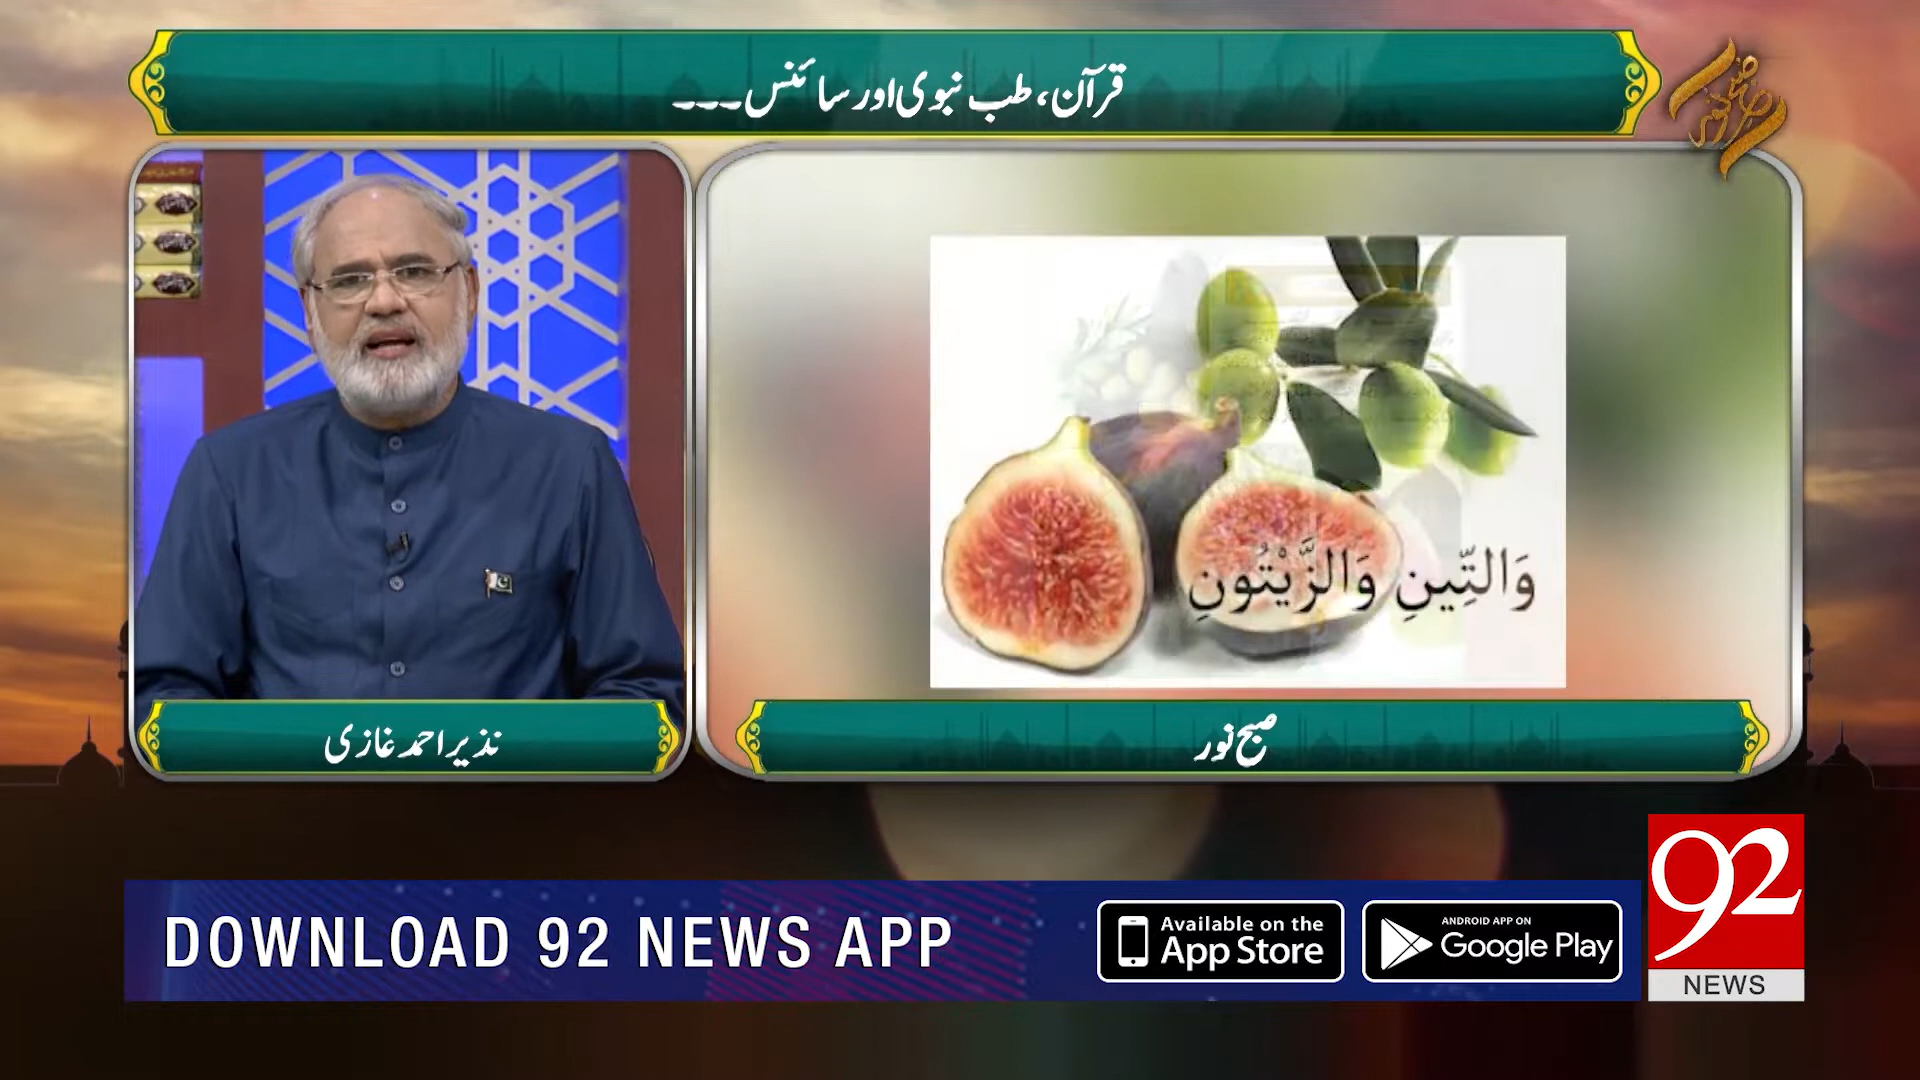 قرآن، طب نبوی اور سائنس۔۔۔
وَالتِّينِ وَالزَّيْتُونِ
نذیر احمد غازی
صبح نور
DOWNLOAD 92 NEWS APP
Available on the
App Store
ANDROID APP ON
Google Play
92
NEWS